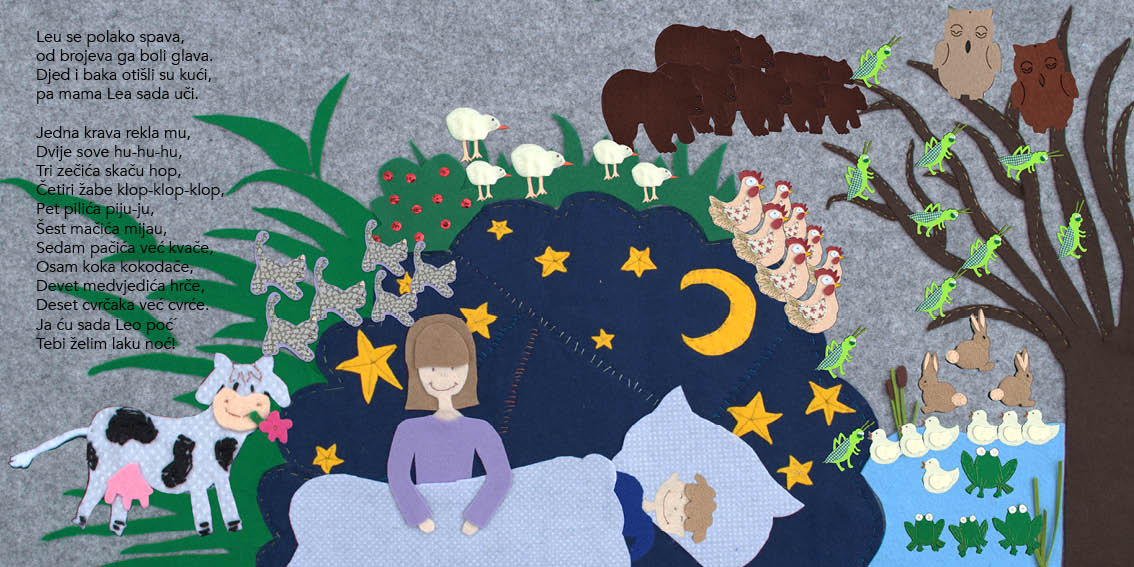 Leu se polako spava,
od brojeva ga boli glava.
Djed i baka otišli su kući,
pa mama Lea sada uči.
Jedna krava rekla mu,
Dvije sove hu-hu-hu,
Tri zečića skaču hop,
Četiri žabe klop-klop-klop,
Pet pilića piju-ju,
Šest mačića mijau,
Sedam pačića već kvače,
Osam koka kokodače,
Devet medvjedića hrče,
Deset cvrčaka već cvrče.
Ja ću sada Leo poć
Tebi želim laku noć!